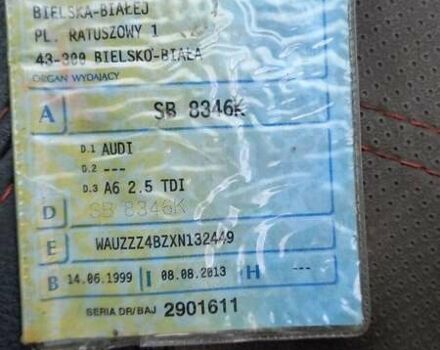 BIELSKA-BIAŁEJ
PL. RATUSZOWY 1
43-300 BIELSKO-BIAŁA
ORGAN WYDAJĄCY
A SB 8346K
D.1 AUDI
D.2 ---
D.3 A6 2.5 TDI
D SB 8346K
E WAUZZZ4BZXN132449
B 14.06.1999 I 08.08.2013 H ---
SERIA DR/BAJ 2901611